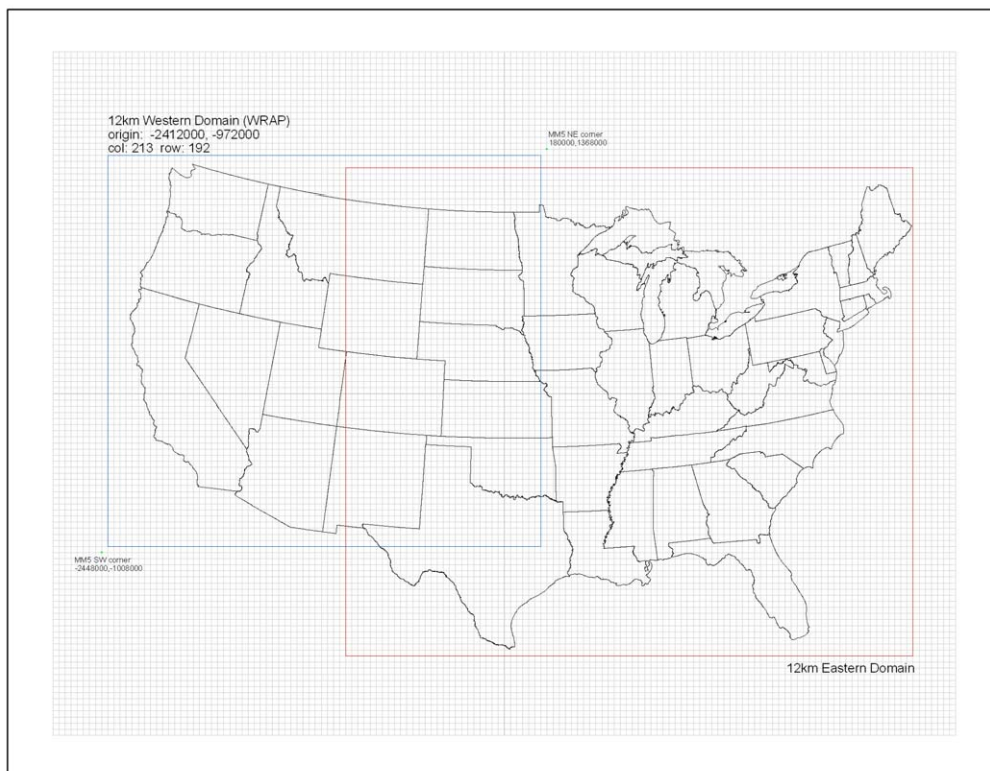 12km Western Domain (WRAP)
origin:  -2412000, -972000
col: 213  row: 192
MM5 NE corner
180000,1368000
MM5 SW corner
-2448000,-1008000
12km Eastern Domain